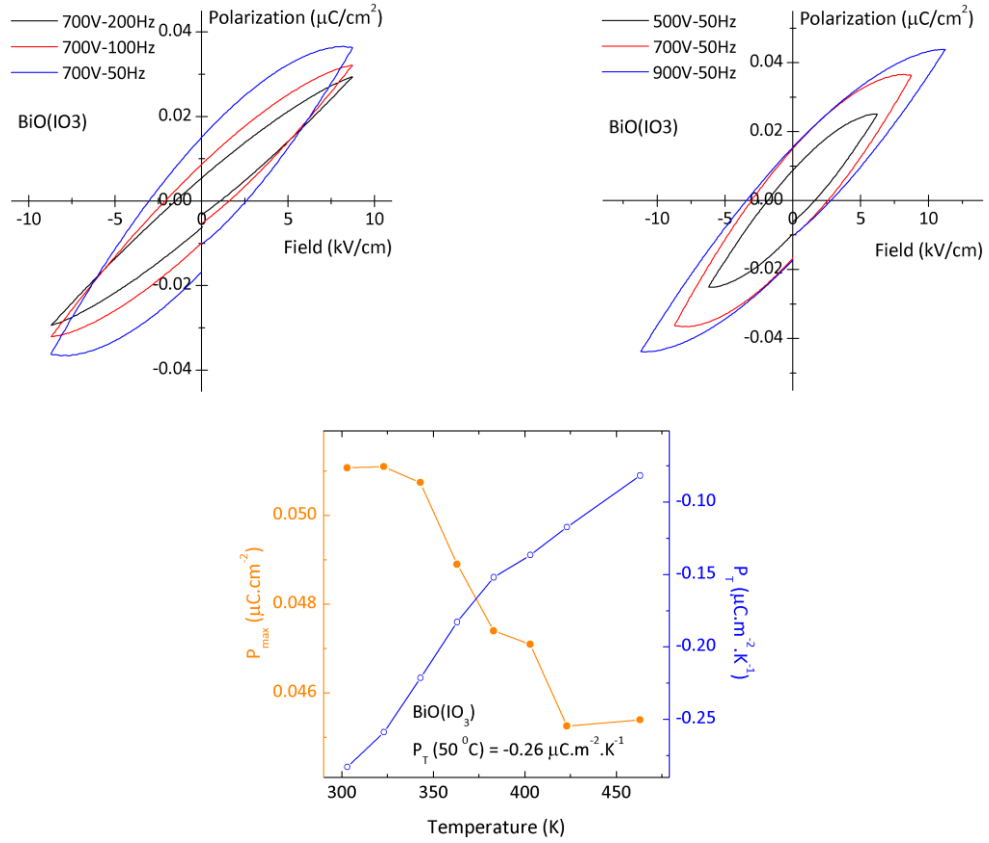 Polarization (μC/cm²)
700V-200Hz
700V-100Hz
700V-50Hz
BiO(IO3)
0.04
0.02
0.00
-0.02
-0.04
-10
-5
0
5
10
Field (kV/cm)
Polarization (μC/cm²)
500V-50Hz
700V-50Hz
900V-50Hz
BiO(IO3)
0.04
0.02
0.00
-0.02
-0.04
-10
-5
0
5
10
Field (kV/cm)
P_max (μC.cm⁻²)
0.050
0.048
0.046
-0.10
-0.15
-0.20
-0.25
P_T (μC.m⁻².K⁻¹)
BiO(IO₃)
P_T (50 ⁰C) = -0.26 μC.m⁻².K⁻¹
300
350
400
450
Temperature (K)